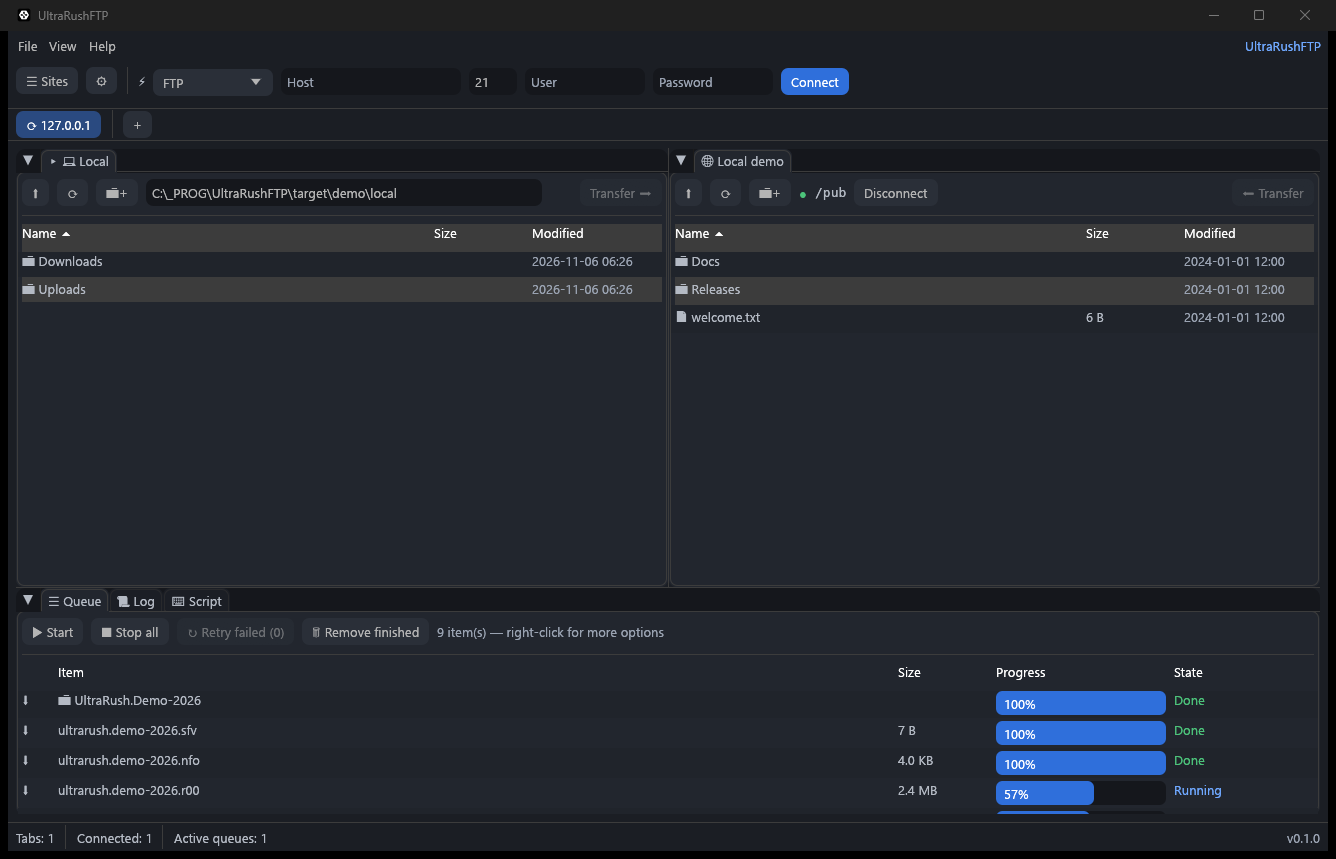 UltraRushFTP
File View Help UltraRushFTP
Sites FTP Host 21 User Password Connect
127.0.0.1 +
Local Local demo
+ C:\_PROG\UltraRushFTP\target\demo\local Transfer + /pub Disconnect Transfer
Name Size Modified Name Size Modified
Downloads 2026-11-06 06:26 Docs 2024-01-01 12:00
Uploads 2026-11-06 06:26 Releases 2024-01-01 12:00
welcome.txt 6 B 2024-01-01 12:00
Queue Log Script
Start Stop all Retry failed (0) Remove finished 9 item(s) — right-click for more options
Item Size Progress State
UltraRush.Demo-2026 100% Done
ultrarush.demo-2026.sfv 7 B 100% Done
ultrarush.demo-2026.nfo 4.0 KB 100% Done
ultrarush.demo-2026.r00 2.4 MB 57% Running
Tabs: 1 Connected: 1 Active queues: 1 v0.1.0